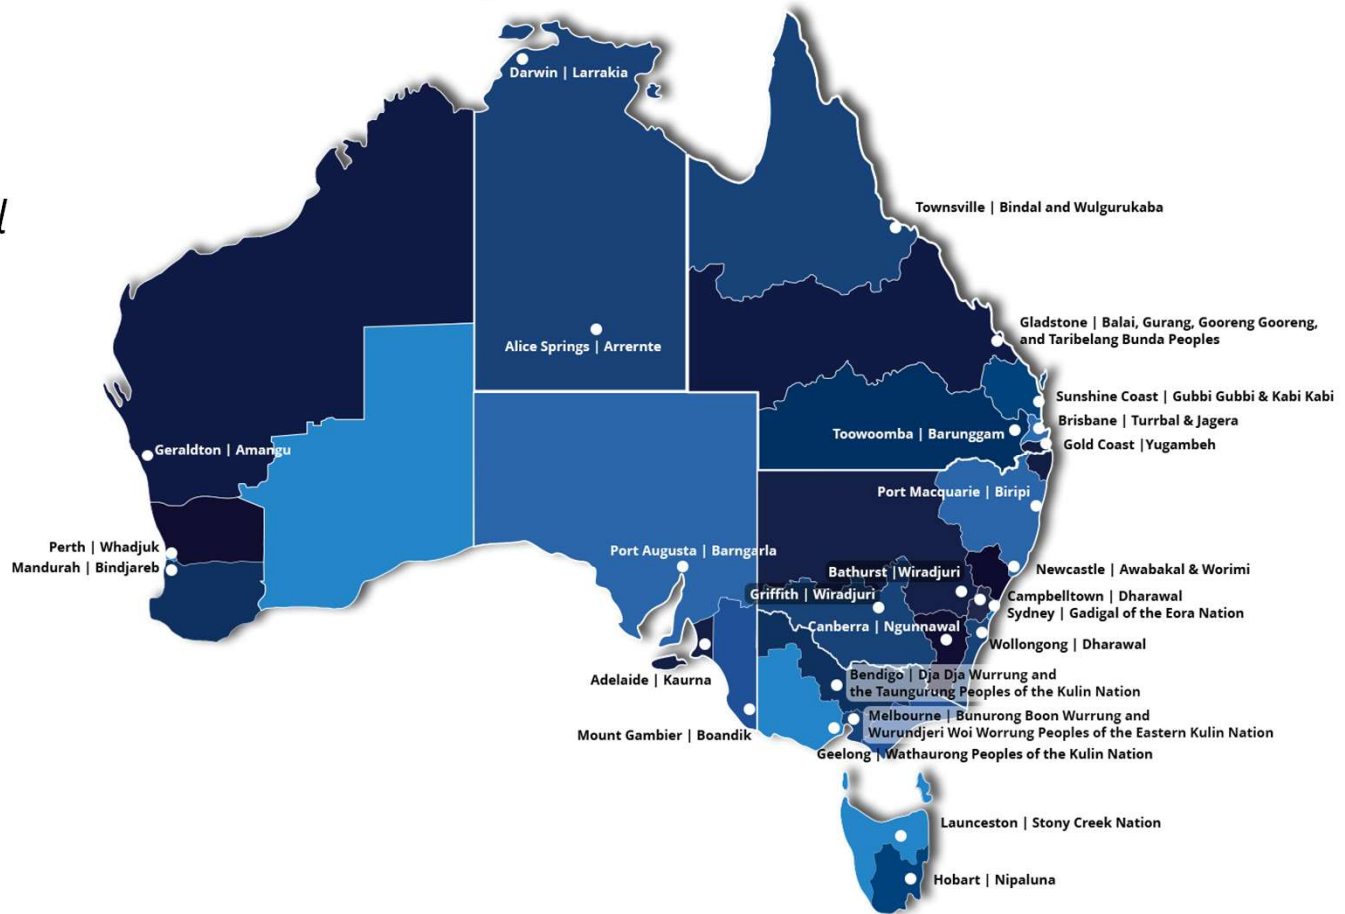 Darwin | Larrakia
Townsville | Bindal and Wulgurukaba
Gladstone | Balai, Gurang, Gooreng Gooreng,
and Taribelang Bunda Peoples
Alice Springs | Arrernte
Sunshine Coast | Gubbi Gubbi & Kabi Kabi
Brisbane | Turrbal & Jagera
Toowoomba | Barunggam
Gold Coast |Yugambeh
Geraldton | Amangu
Port Macquarie | Biripi
Perth | Whadjuk
Mandurah | Bindjareb
Port Augusta | Barngarla
Newcastle | Awabakal & Worimi
Bathurst |Wiradjuri
Griffith | Wiradjuri
Campbelltown | Dharawal
Sydney | Gadigal of the Eora Nation
Canberra | Ngunnawal
Wollongong | Dharawal
Adelaide | Kaurna
Bendigo | Dja Dja Wurrung and
the Taungurung Peoples of the Kulin Nation
Mount Gambier | Boandik
Melbourne | Bunurong Boon Wurrung and
Wurundjeri Woi Worrung Peoples of the Eastern Kulin Nation
Geelong | Wathaurong Peoples of the Kulin Nation
Launceston | Stony Creek Nation
Hobart | Nipaluna